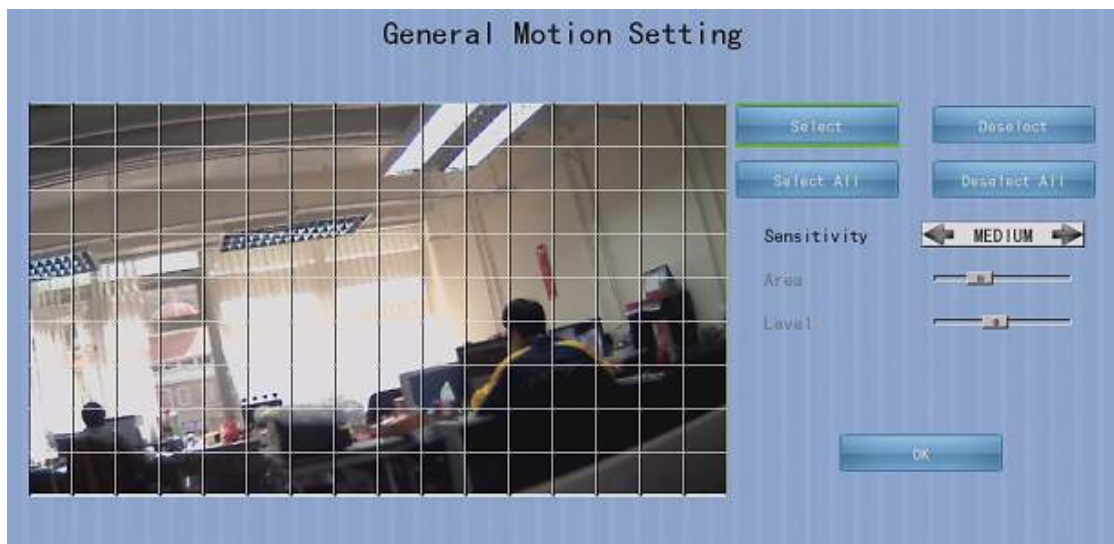 General Motion Setting
Select
Deselect
Select All
Deselect All
Sensitivity
MEDIUM
Area
Level
OK